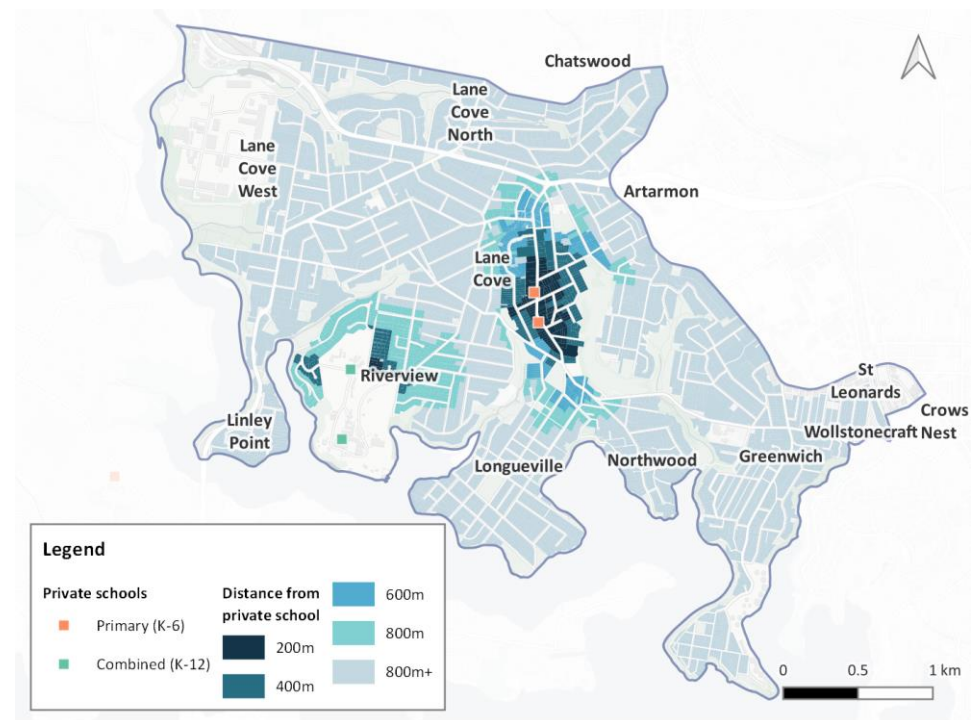 Chatswood
Lane
Cove
North
Lane
Cove
West
Artarmon
Lane
Cove
Riverview
St
Leonards
Crows
Nest
Wollstonecraft
Linley
Point
Longueville
Northwood
Greenwich
Legend
Private schools
Primary (K-6)
Combined (K-12)
Distance from
private school
200m
400m
600m
800m
800m+
0
0.5
1 km